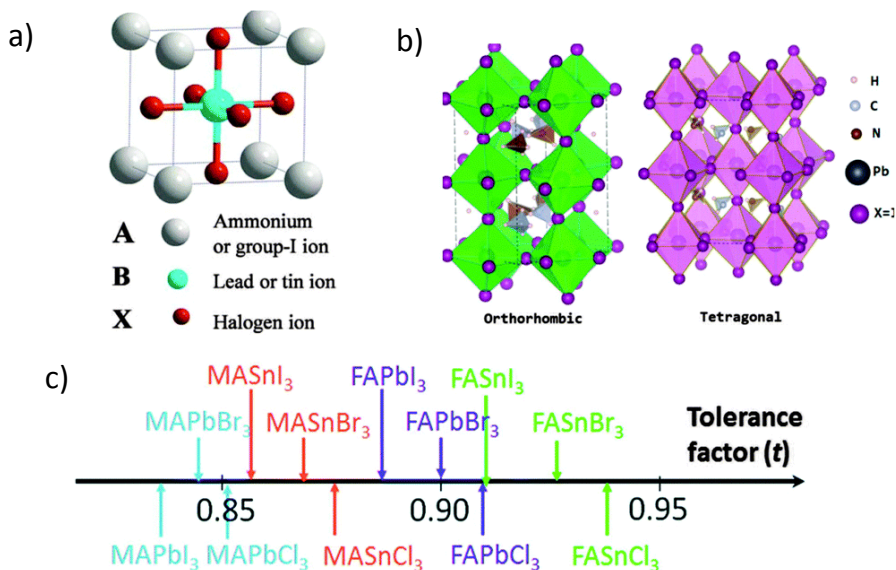 a)
A Ammonium
or group-I ion
B Lead or tin ion
X Halogen ion
b)
H
C
N
Pb
X=I
Orthorhombic
Tetragonal
c)
MASnI₃ FAPbI₃ FASnI₃
MAPbBr₃ MASnBr₃ FAPbBr₃ FASnBr₃
Tolerance
factor (t)
0.85 0.90 0.95
MAPbI₃ MAPbCl₃ MASnCl₃ FAPbCl₃ FASnCl₃